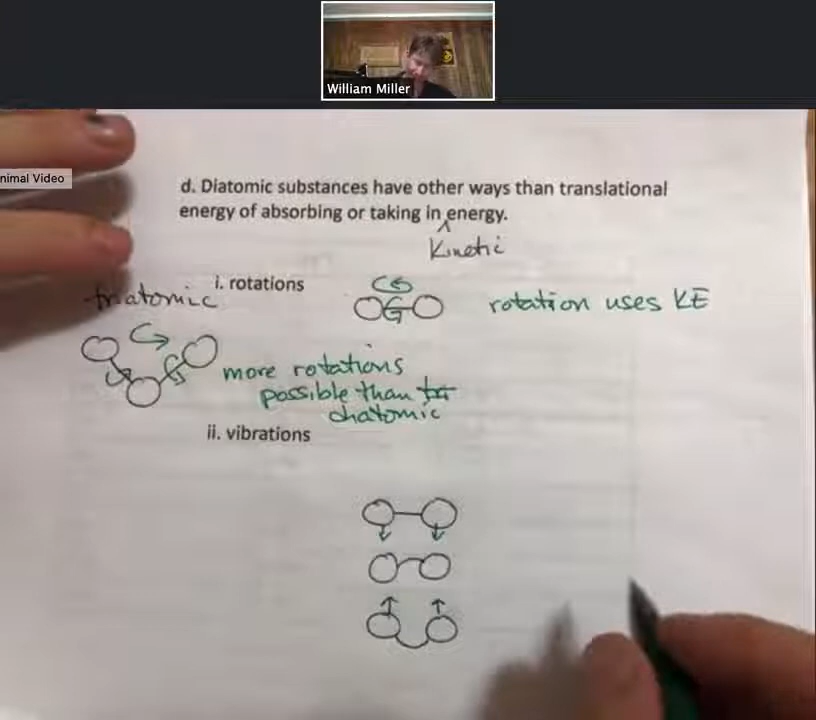 William Miller
nimal Video
d. Diatomic substances have other ways than translational
energy of absorbing or taking in energy.
Kinetic
i. rotations
triatomic
rotation uses KE
more rotations
possible than
diatomic
ii. vibrations